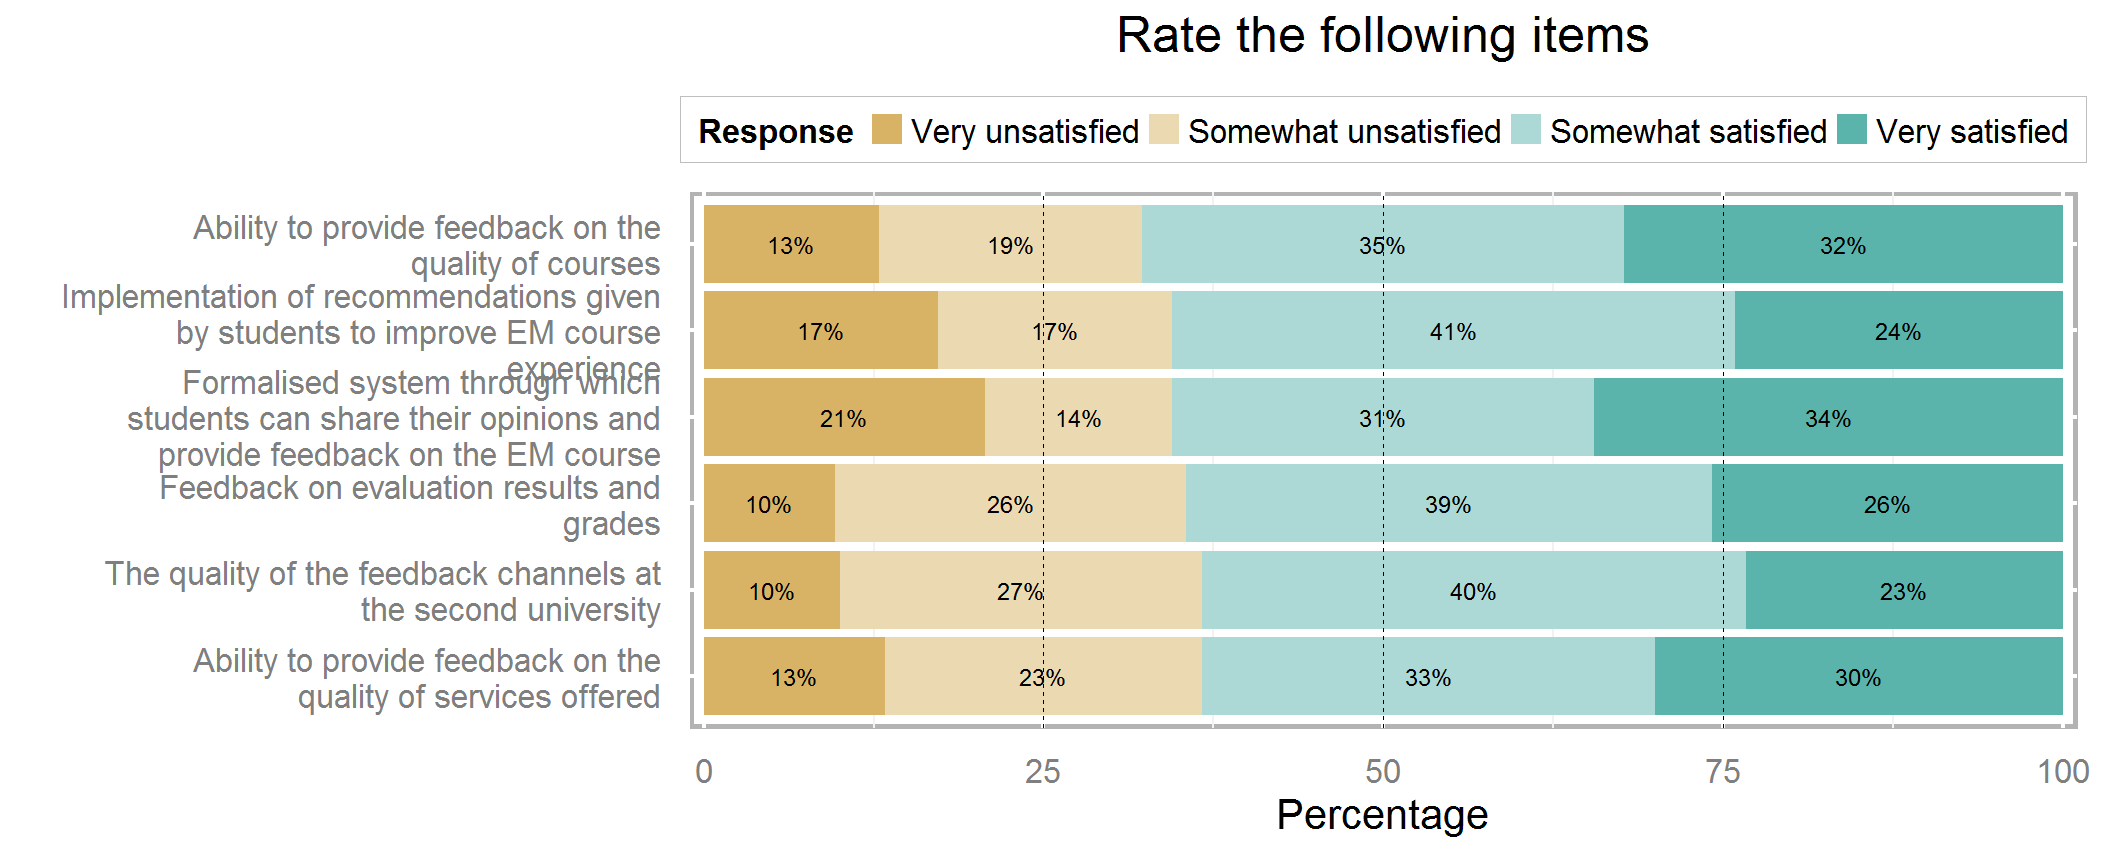 Rate the following items
Response Very unsatisfied Somewhat unsatisfied Somewhat satisfied Very satisfied
Ability to provide feedback on the
quality of courses
13% 19% 35% 32%
Implementation of recommendations given
by students to improve EM course
experience
17% 17% 41% 24%
Formalised system through which
students can share their opinions and
provide feedback on the EM course
21% 14% 31% 34%
Feedback on evaluation results and
grades
10% 26% 39% 26%
The quality of the feedback channels at
the second university
10% 27% 40% 23%
Ability to provide feedback on the
quality of services offered
13% 23% 33% 30%
0 25 50 75 100
Percentage